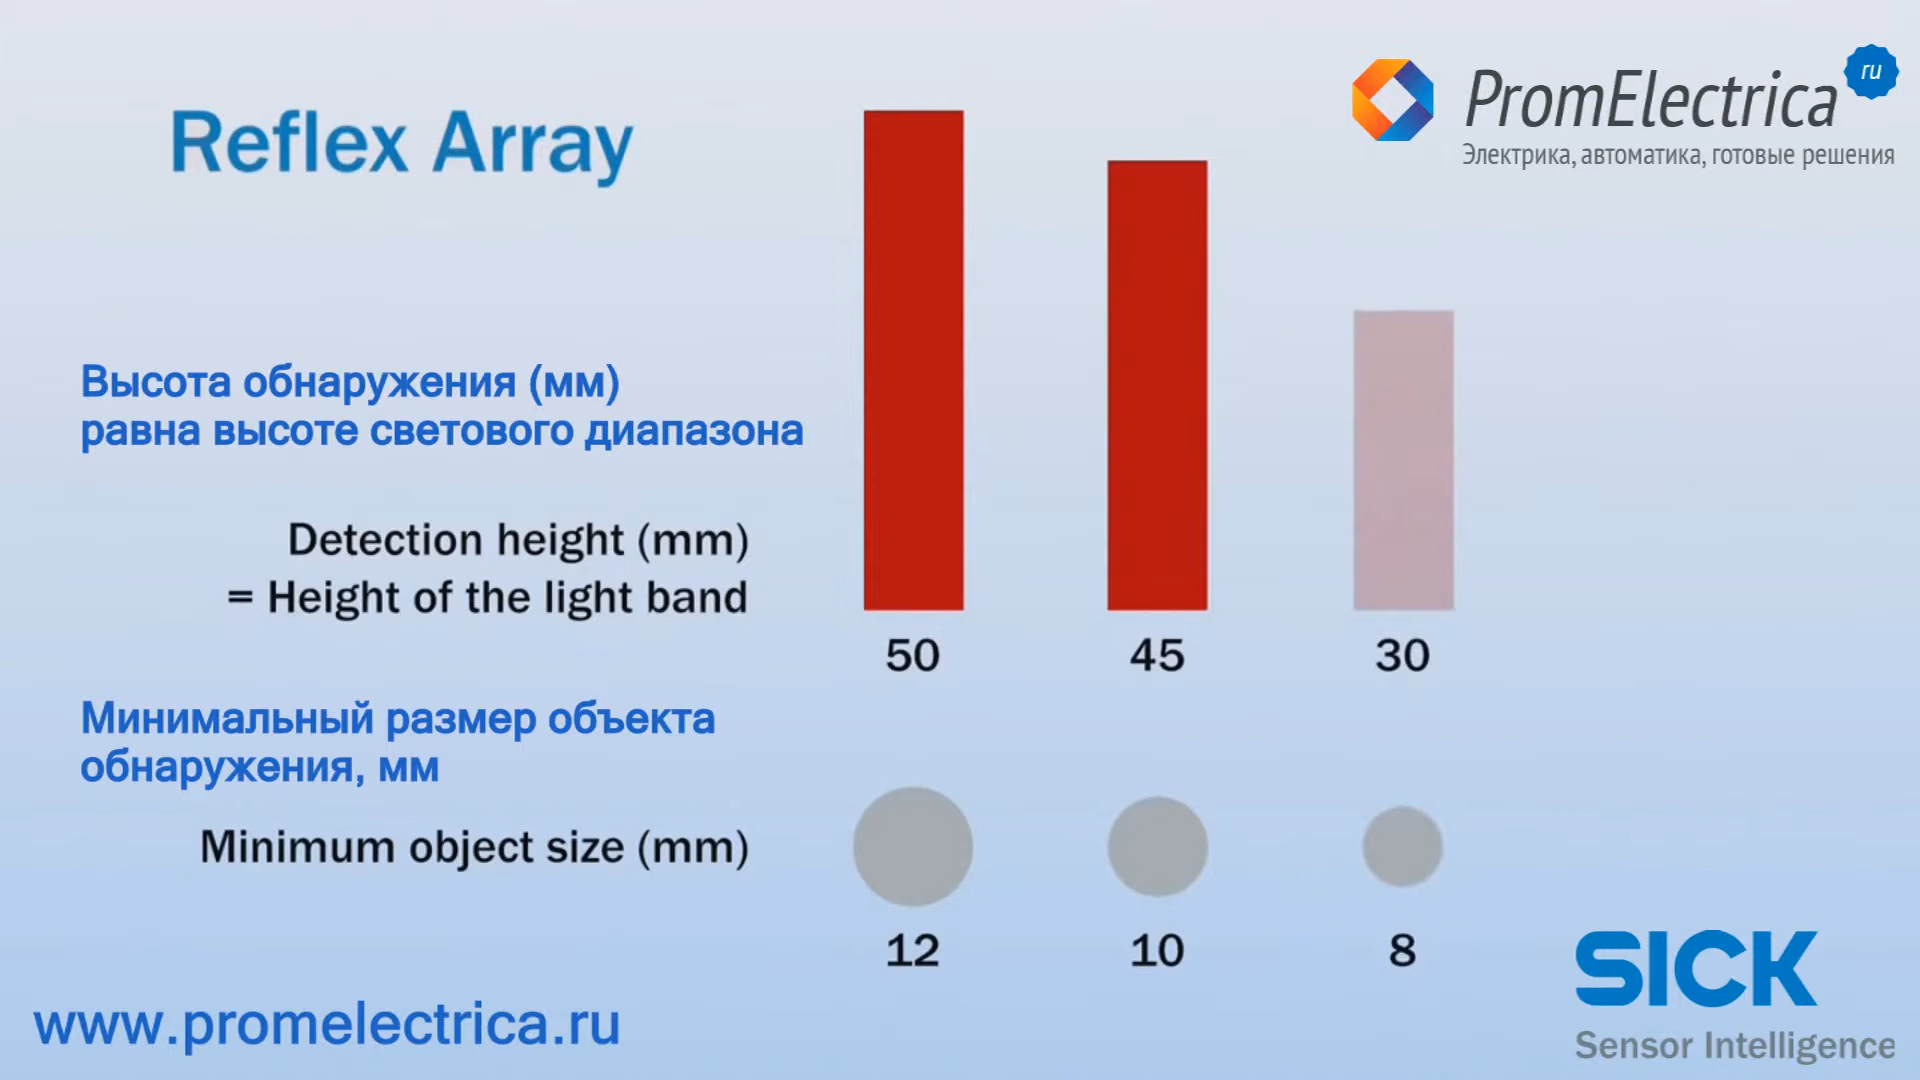 Reflex Array
PromElectrica
ru
Электрика, автоматика, готовые решения
Высота обнаружения (мм)
равна высоте светового диапазона
Detection height (mm)
= Height of the light band
50 45 30
Минимальный размер объекта
обнаружения, мм
Minimum object size (mm)
12 10 8
www.promelectrica.ru
SICK
Sensor Intelligence